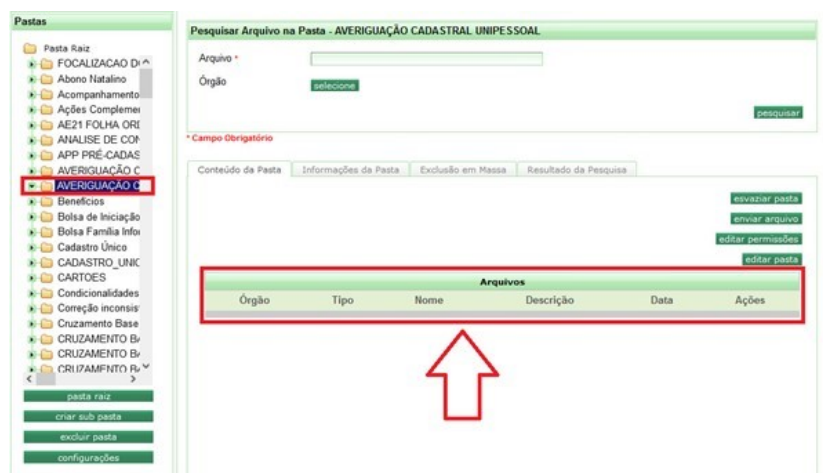 Pastas
Pasta Raiz
FOCALIZACAO D
Abono Natalino
Acompanhamento
Ações Complemer
AE21 FOLHA ORI
ANALISE DE CON
APP PRÉ-CADAS
AVERIGUAÇÃO C
AVERIGUAÇÃO C
Benefícios
Bolsa de Iniciação
Bolsa Família Infor
Cadastro Único
CADASTRO_UNIC
CARTOES
Condicionalidades
Correção inconsis
Cruzamento Base
CRUZAMENTO BA
CRUZAMENTO BA
CRUZAMENTO BA
pasta raiz
criar sub pasta
excluir pasta
configurações
Pesquisar Arquivo na Pasta - AVERIGUAÇÃO CADASTRAL UNIPESSOAL
Arquivo *
Órgão selecione
pesquisar
* Campo Obrigatório
Conteúdo da Pasta Informações da Pasta Exclusão em Massa Resultado da Pesquisa
esvaziar pasta
enviar arquivo
editar permissões
editar pasta
Arquivos
Órgão Tipo Nome Descrição Data Ações